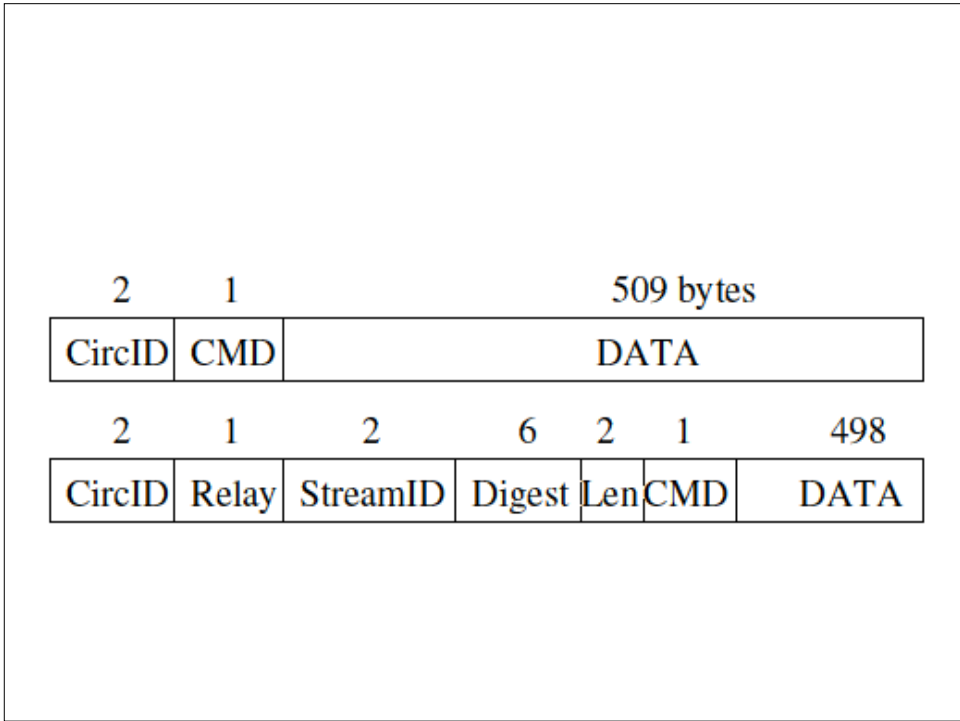 2 1 509 bytes
CircID CMD DATA
2 1 2 6 2 1 498
CircID Relay StreamID Digest Len CMD DATA